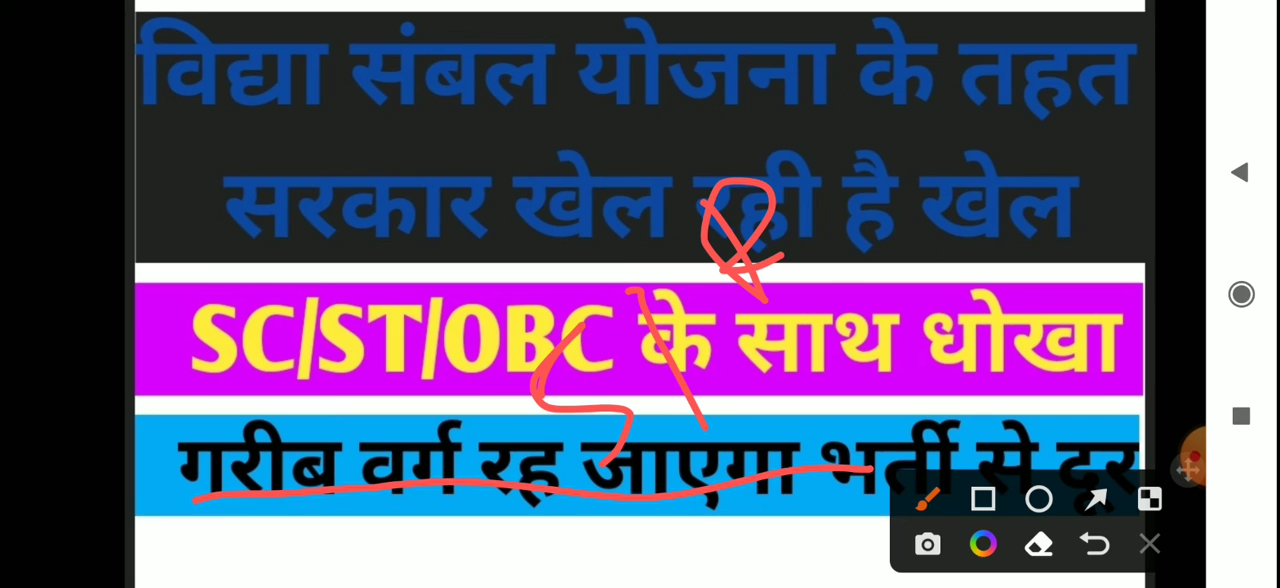 विद्या संबल योजना के तहत
सरकार खेल रही है खेल
SC/ST/OBC के साथ धोखा
गरीब वर्ग रह जाएगा भर्ती से दूर